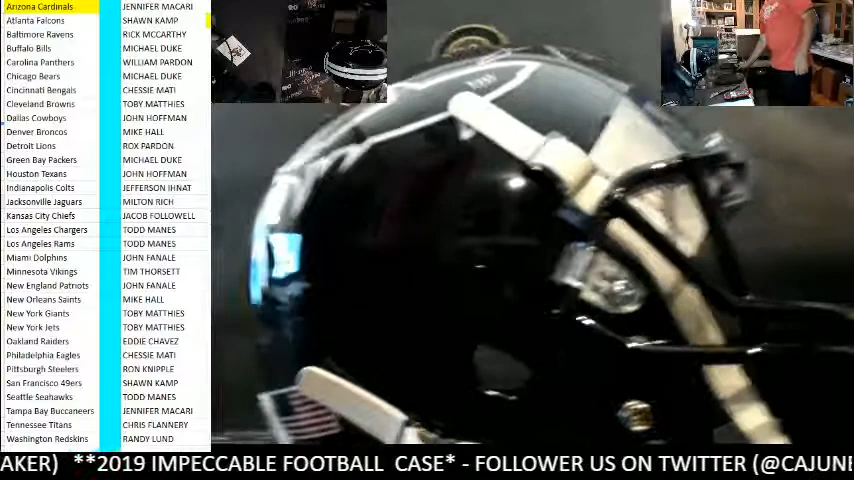 Arizona Cardinals JENNIFER MACARI
Atlanta Falcons SHAWN KAMP
Baltimore Ravens RICK MCCARTHY
Buffalo Bills MICHAEL DUKE
Carolina Panthers WILLIAM PARDON
Chicago Bears MICHAEL DUKE
Cincinnati Bengals CHESSIE MATI
Cleveland Browns TOBY MATTHIES
Dallas Cowboys JOHN HOFFMAN
Denver Broncos MIKE HALL
Detroit Lions ROX PARDON
Green Bay Packers MICHAEL DUKE
Houston Texans JOHN HOFFMAN
Indianapolis Colts JEFFERSON IHNAT
Jacksonville Jaguars MILTON RICH
Kansas City Chiefs JACOB FOLLOWELL
Los Angeles Chargers TODD MANES
Los Angeles Rams TODD MANES
Miami Dolphins JOHN FANALE
Minnesota Vikings TIM THORSETT
New England Patriots JOHN FANALE
New Orleans Saints MIKE HALL
New York Giants TOBY MATTHIES
New York Jets TOBY MATTHIES
Oakland Raiders EDDIE CHAVEZ
Philadelphia Eagles CHESSIE MATI
Pittsburgh Steelers RON KNIPPLE
San Francisco 49ers SHAWN KAMP
Seattle Seahawks TODD MANES
Tampa Bay Buccaneers JENNIFER MACARI
Tennessee Titans CHRIS FLANNERY
Washington Redskins RANDY LUND
AKER) **2019 IMPECCABLE FOOTBALL CASE* - FOLLOWER US ON TWITTER (@CAJUNB